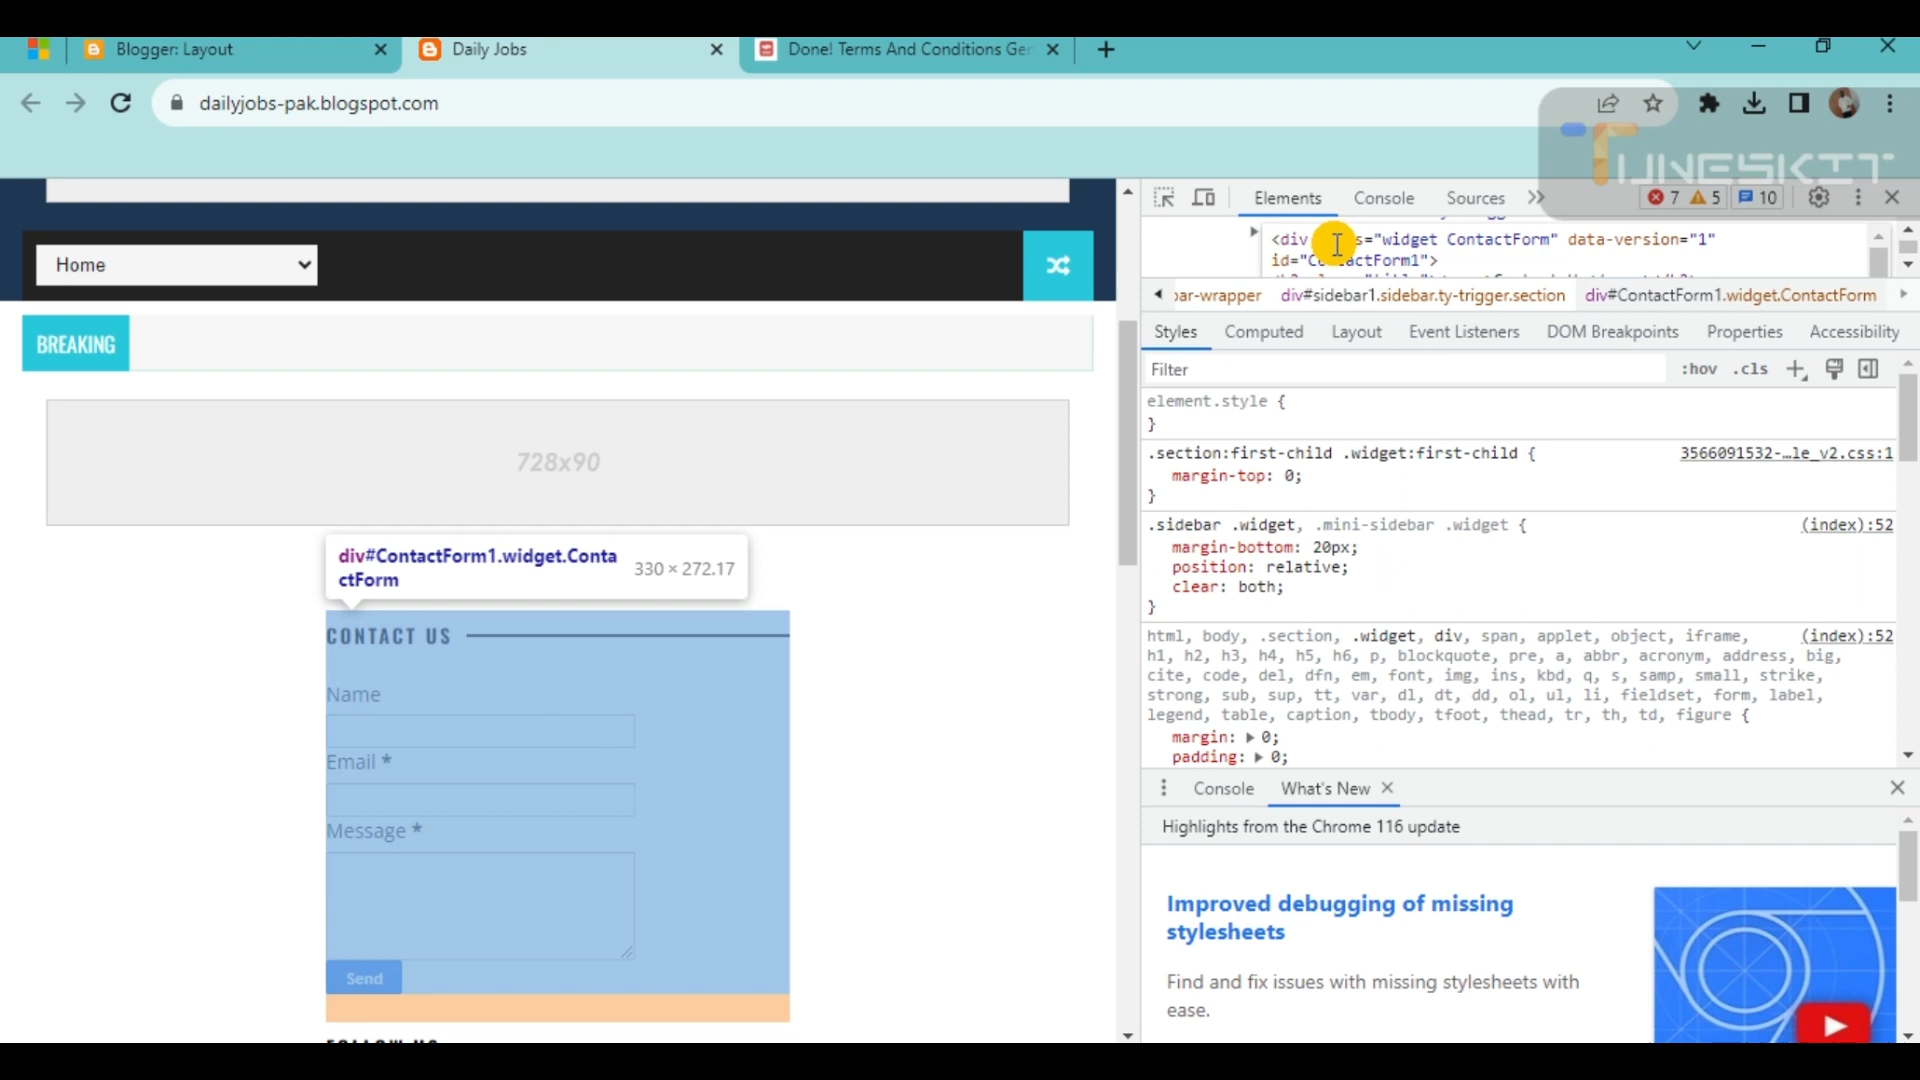 Blogger: Layout
Daily Jobs
Done! Terms And Conditions Ger
dailyjobs-pak.blogspot.com
TUNESKIT
Elements
Console
Sources
7
5
10
Home
<div s="widget ContactForm" data-version="1"
id="C actForm1">
bar-wrapper
div#sidebar1.sidebar.ty-trigger.section
div#ContactForm1.widget.ContactForm
BREAKING
Styles
Computed
Layout
Event Listeners
DOM Breakpoints
Properties
Accessibility
Filter
:hov
.cls
element.style {
}
.section:first-child .widget:first-child {
3566091532-…le_v2.css:1
margin-top: 0;
}
728x90
.sidebar .widget, .mini-sidebar .widget {
(index):52
margin-bottom: 20px;
position: relative;
clear: both;
}
div#ContactForm1.widget.Conta
ctForm
330 × 272.17
html, body, .section, .widget, div, span, applet, object, iframe,
(index):52
h1, h2, h3, h4, h5, h6, p, blockquote, pre, a, abbr, acronym, address, big,
cite, code, del, dfn, em, font, img, ins, kbd, q, s, samp, small, strike,
strong, sub, sup, tt, var, dl, dt, dd, ol, ul, li, fieldset, form, label,
legend, table, caption, tbody, tfoot, thead, tr, th, td, figure {
margin: 0;
padding: 0;
CONTACT US
Name
Email *
Message *
Send
Console
What's New
Highlights from the Chrome 116 update
Improved debugging of missing
stylesheets
Find and fix issues with missing stylesheets with
ease.
FOLLOW US